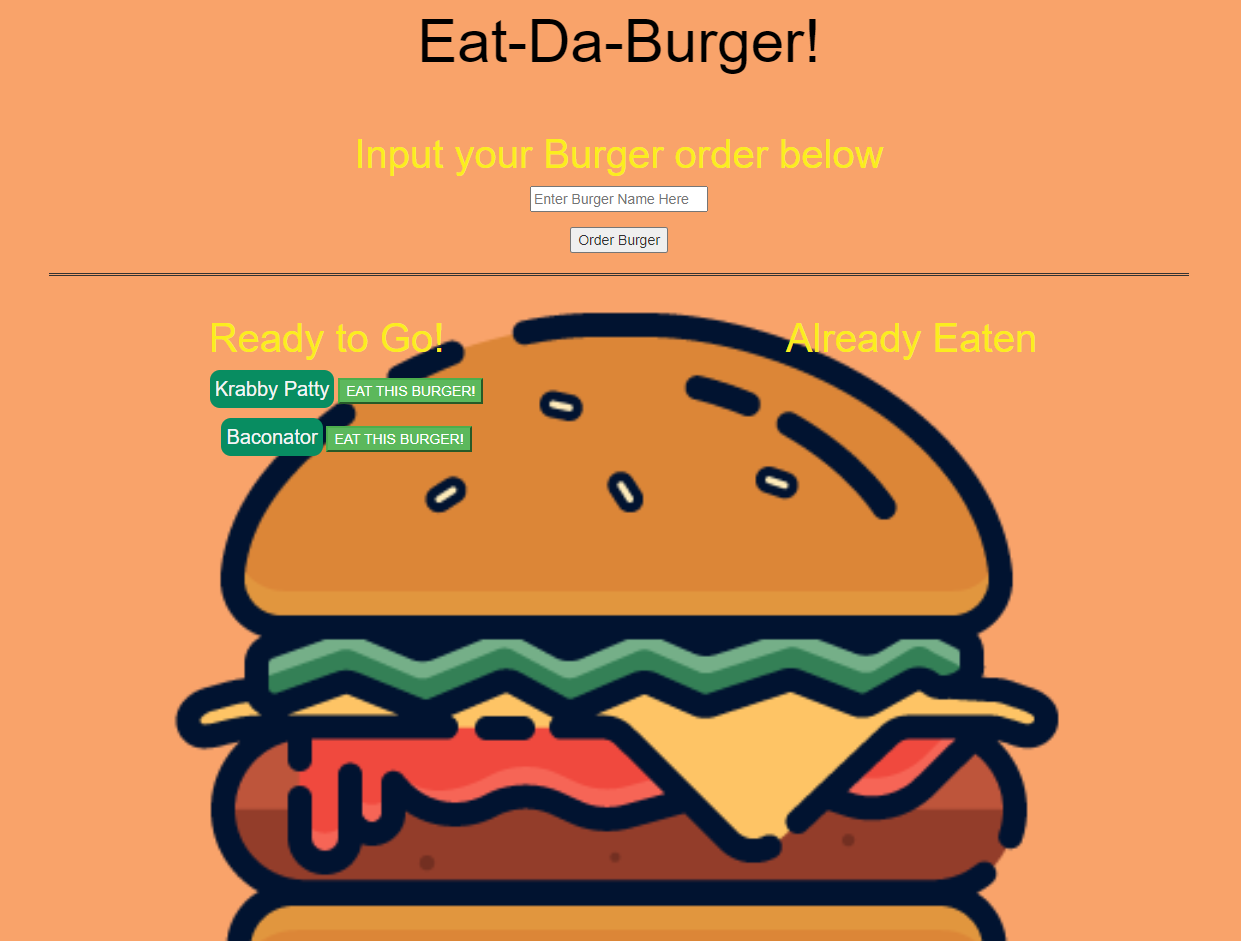 Eat-Da-Burger!
Input your Burger order below
Enter Burger Name Here
Order Burger
Ready to Go!
Krabby Patty EAT THIS BURGER!
Baconator EAT THIS BURGER!
Already Eaten